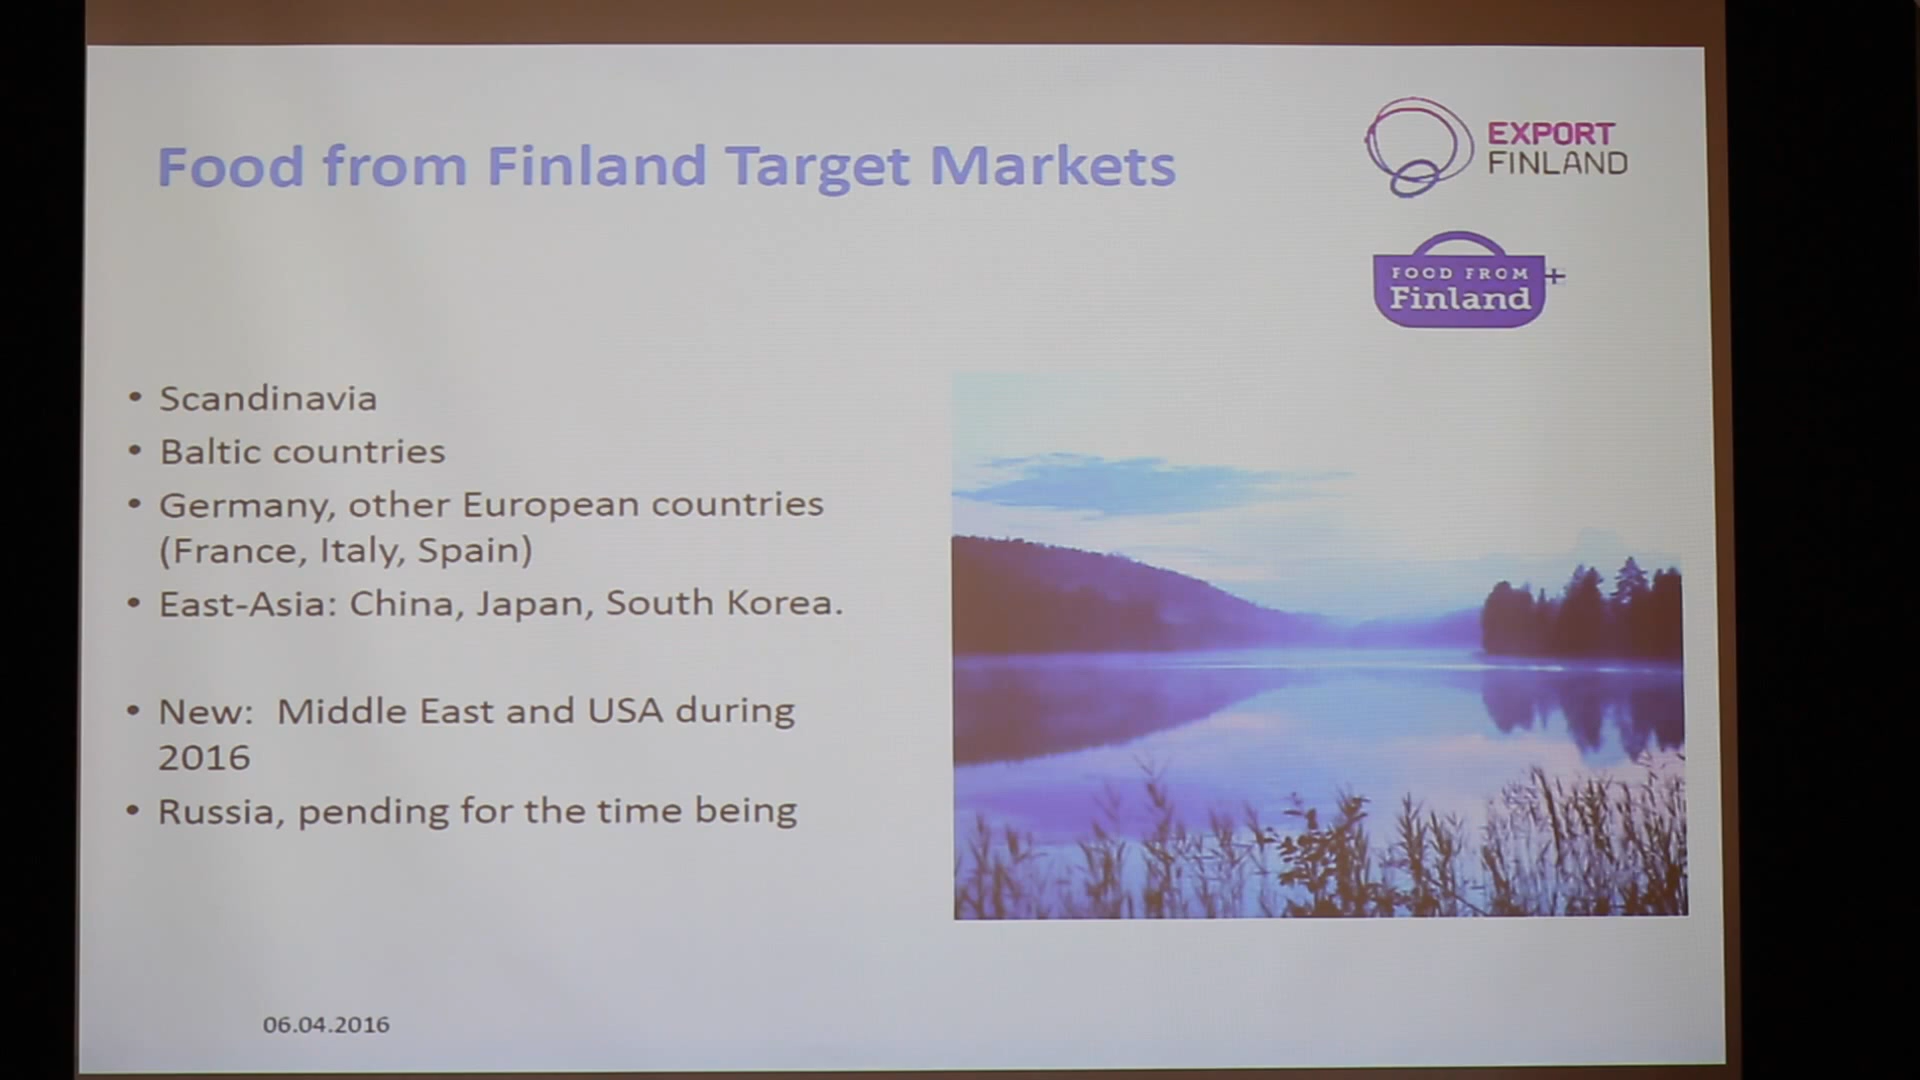 Food from Finland Target Markets
EXPORT
FINLAND
FOOD FROM
Finland
• Scandinavia
• Baltic countries
• Germany, other European countries
(France, Italy, Spain)
• East-Asia: China, Japan, South Korea.
• New: Middle East and USA during
2016
• Russia, pending for the time being
06.04.2016